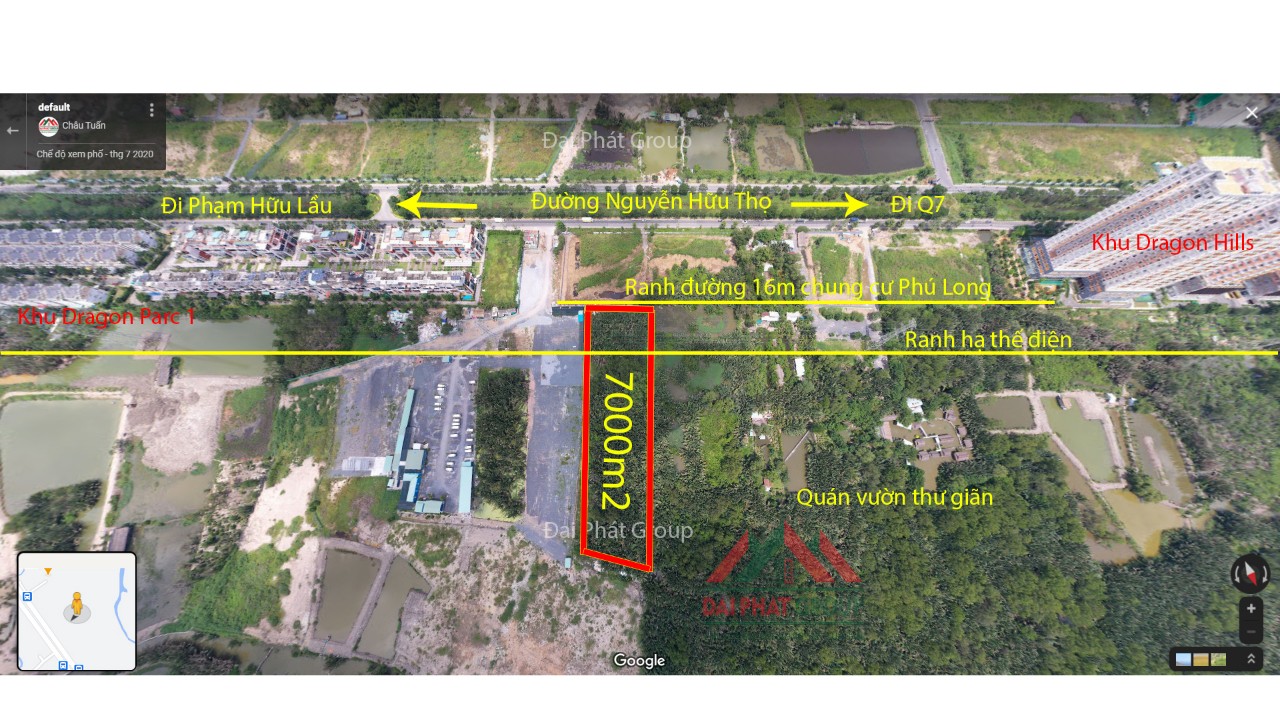 default
Châu Tuấn
Chế độ xem phố - thg 7 2020
Đại Phát Group
Đi Phạm Hữu Lầu
Đường Nguyễn Hữu Thọ
Đi Q7
Khu Dragon Hills
Ranh đường 16m chung cư Phú Long
Khu Dragon Parc 1
Ranh hạ thế điện
7000m2
Quán vườn thư giãn
Đại Phát Group
DAI PHAT
Google